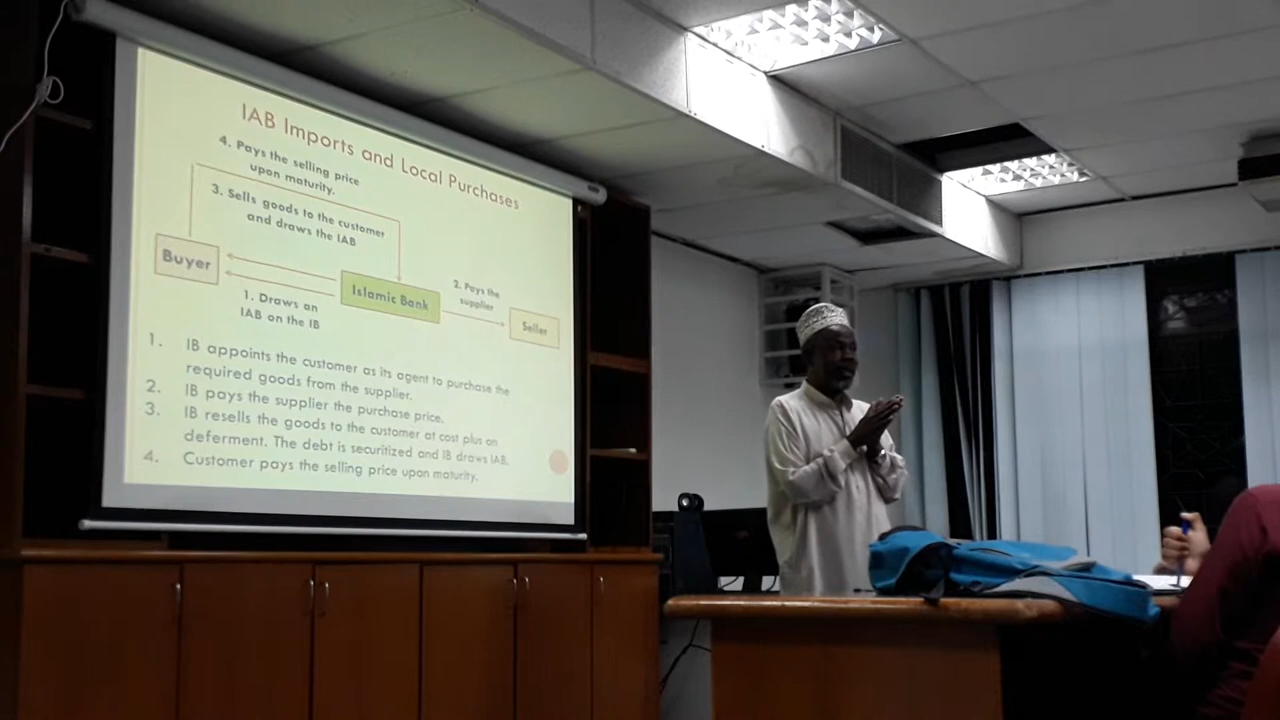 IAB Imports and Local Purchases
4. Pays the selling price
upon maturity.
3. Sells goods to the customer
and draws the IAB
Buyer
Islamic Bank
2. Pays the
supplier
Seller
1. Draws an
IAB on the IB
1. IB appoints the customer as its agent to purchase the
required goods from the supplier.
2. IB pays the supplier the purchase price.
3. IB resells the goods to the customer at cost plus on
deferment. The debt is securitized and IB draws IAB.
4. Customer pays the selling price upon maturity.